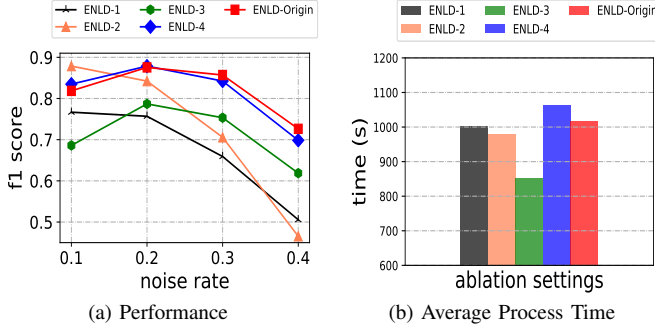 ENLD-1 ENLD-3 ENLD-Origin
ENLD-2 ENLD-4
0.9
0.8
0.7
0.6
0.5
f1 score
0.1 0.2 0.3 0.4
noise rate
(a) Performance
ENLD-1 ENLD-3 ENLD-Origin
ENLD-2 ENLD-4
1200
1100
1000
900
800
700
600
time (s)
ablation settings
(b) Average Process Time